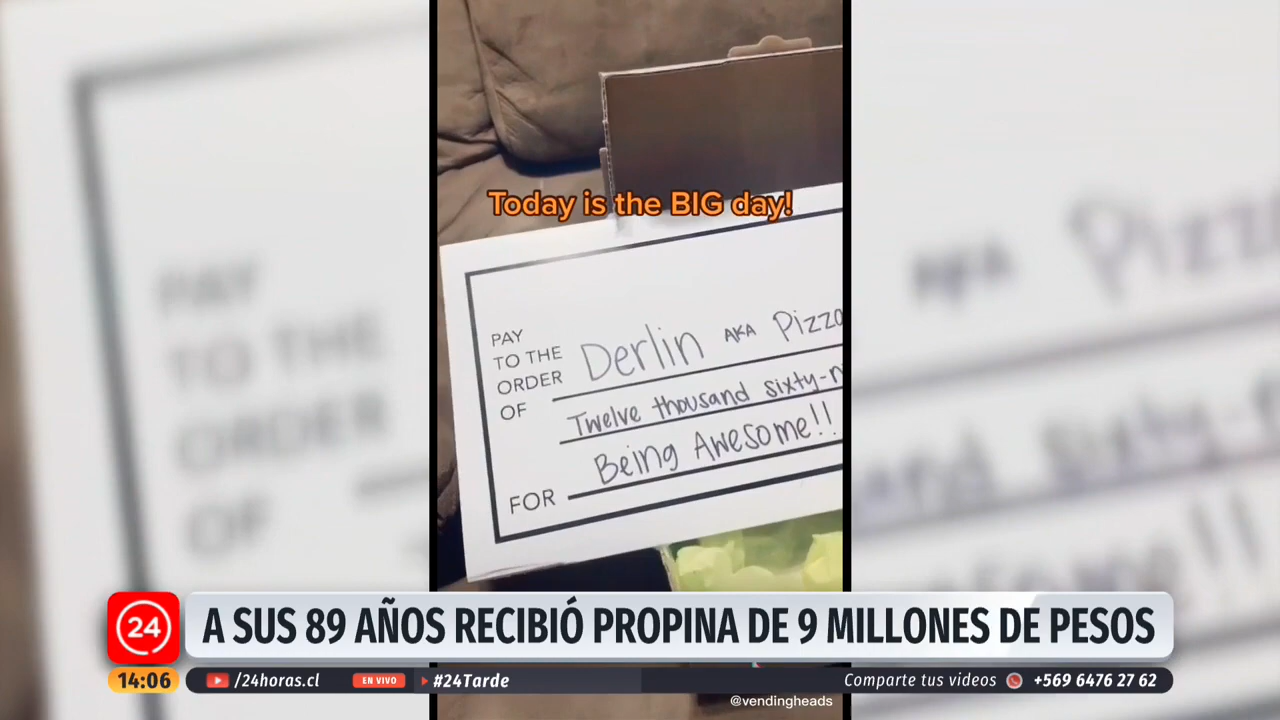 Today is the BIG day!
PAY
TO THE
ORDER
OF
Derlin AKA
Twelve thousand
Being Awesome!!
FOR
24
A SUS 89 AÑOS RECIBIÓ PROPINA DE 9 MILLONES DE PESOS
14:06
/24horas.cl
EN VIVO
#24Tarde
Comparte tus videos
+569 6476 27 62
@vendingheads